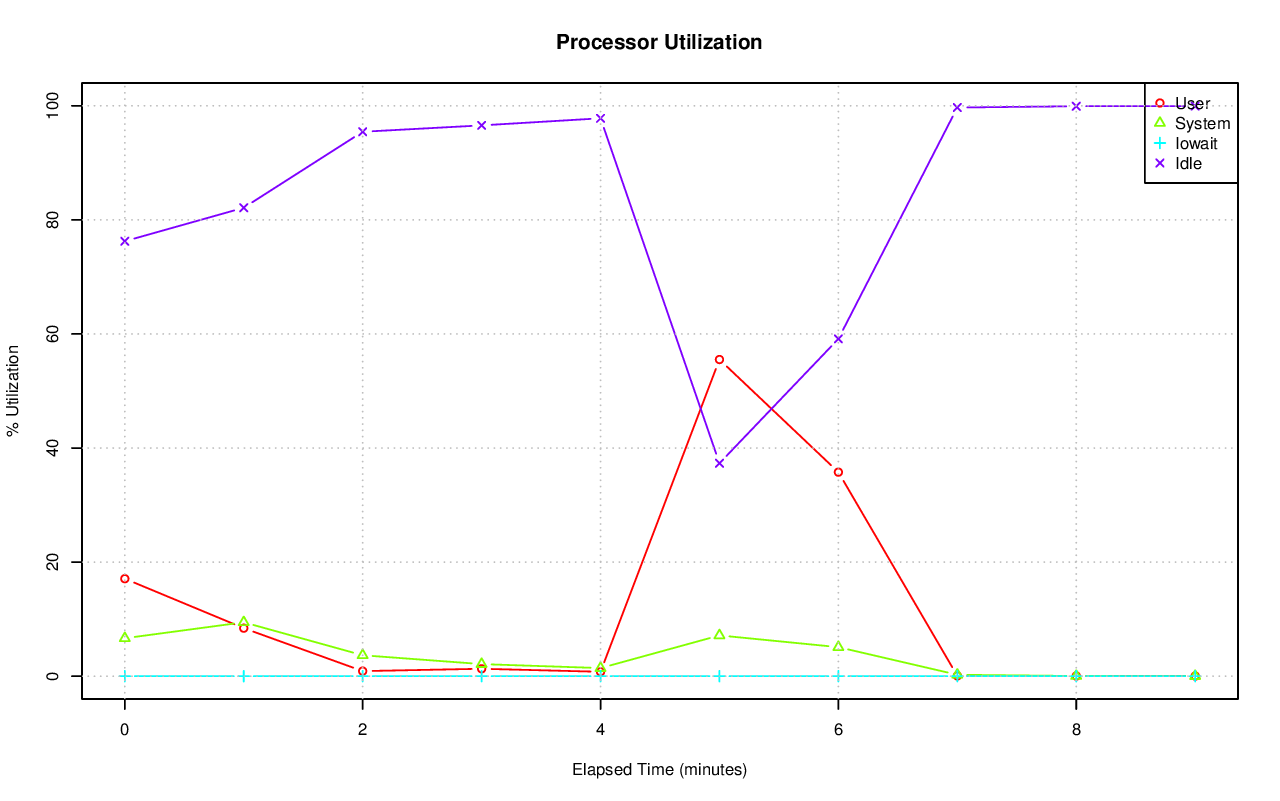 Processor Utilization
% Utilization
100
80
60
40
20
0
User
System
Iowait
Idle
0 2 4 6 8
Elapsed Time (minutes)